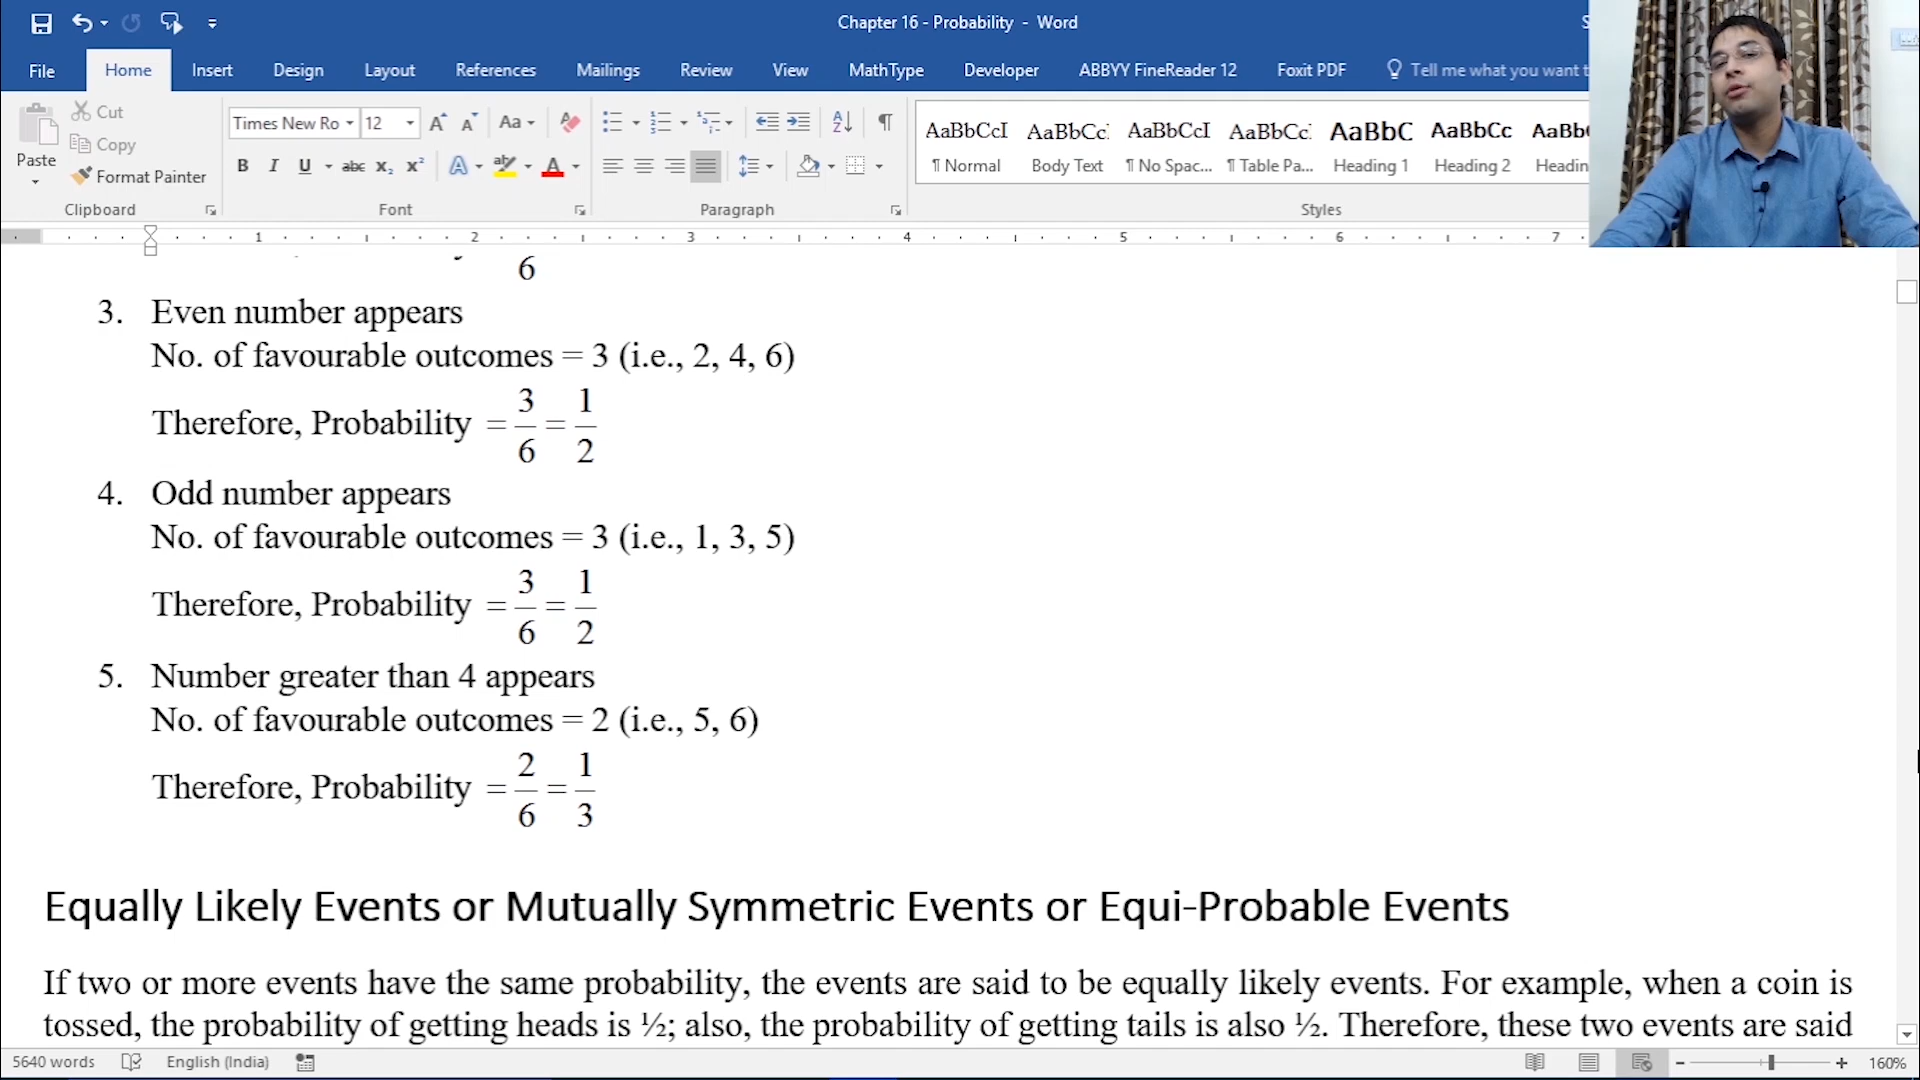 Chapter 16 - Probability - Word
File Home Insert Design Layout References Mailings Review View MathType Developer ABBYY FineReader 12 Foxit PDF Tell me what you want t
Paste
Cut
Copy
Format Painter
Clipboard
Times New Ro 12
Font
Paragraph
AaBbCcI AaBbCc AaBbCcI AaBbCc AaBbC AaBbCc AaBb
¶ Normal Body Text ¶ No Spac... ¶ Table Pa... Heading 1 Heading 2 Headin
Styles
1 2 3 4 5 6 7
6
3. Even number appears
No. of favourable outcomes = 3 (i.e., 2, 4, 6)
Therefore, Probability = 3/6 = 1/2
4. Odd number appears
No. of favourable outcomes = 3 (i.e., 1, 3, 5)
Therefore, Probability = 3/6 = 1/2
5. Number greater than 4 appears
No. of favourable outcomes = 2 (i.e., 5, 6)
Therefore, Probability = 2/6 = 1/3
Equally Likely Events or Mutually Symmetric Events or Equi-Probable Events
If two or more events have the same probability, the events are said to be equally likely events. For example, when a coin is
tossed, the probability of getting heads is ½; also, the probability of getting tails is also ½. Therefore, these two events are said
5640 words English (India) 160%